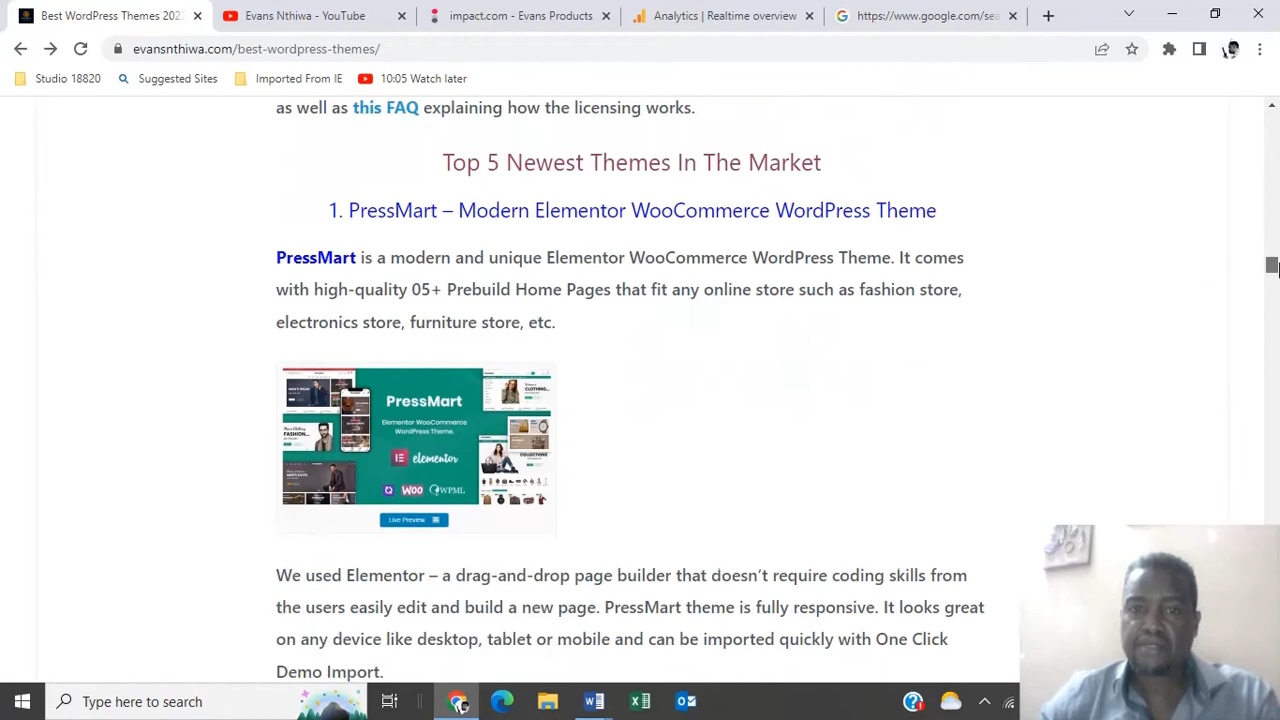 Best WordPress Themes 202
Evans Nthiwa - YouTube
impact.com - Evans Products
Analytics | Realtime overview
https://www.google.com/sea
evansnthiwa.com/best-wordpress-themes/
Studio 18820
Suggested Sites
Imported From IE
10:05 Watch later
as well as this FAQ explaining how the licensing works.
Top 5 Newest Themes In The Market
1. PressMart – Modern Elementor WooCommerce WordPress Theme
PressMart is a modern and unique Elementor WooCommerce WordPress Theme. It comes
with high-quality 05+ Prebuild Home Pages that fit any online store such as fashion store,
electronics store, furniture store, etc.
PressMart
Elementor WooCommerce
WordPress Theme.
elementor
WOO
WPML
FASHION...
COLLECTIONS
Live Preview
We used Elementor – a drag-and-drop page builder that doesn’t require coding skills from
the users easily edit and build a new page. PressMart theme is fully responsive. It looks great
on any device like desktop, tablet or mobile and can be imported quickly with One Click
Demo Import.
Type here to search